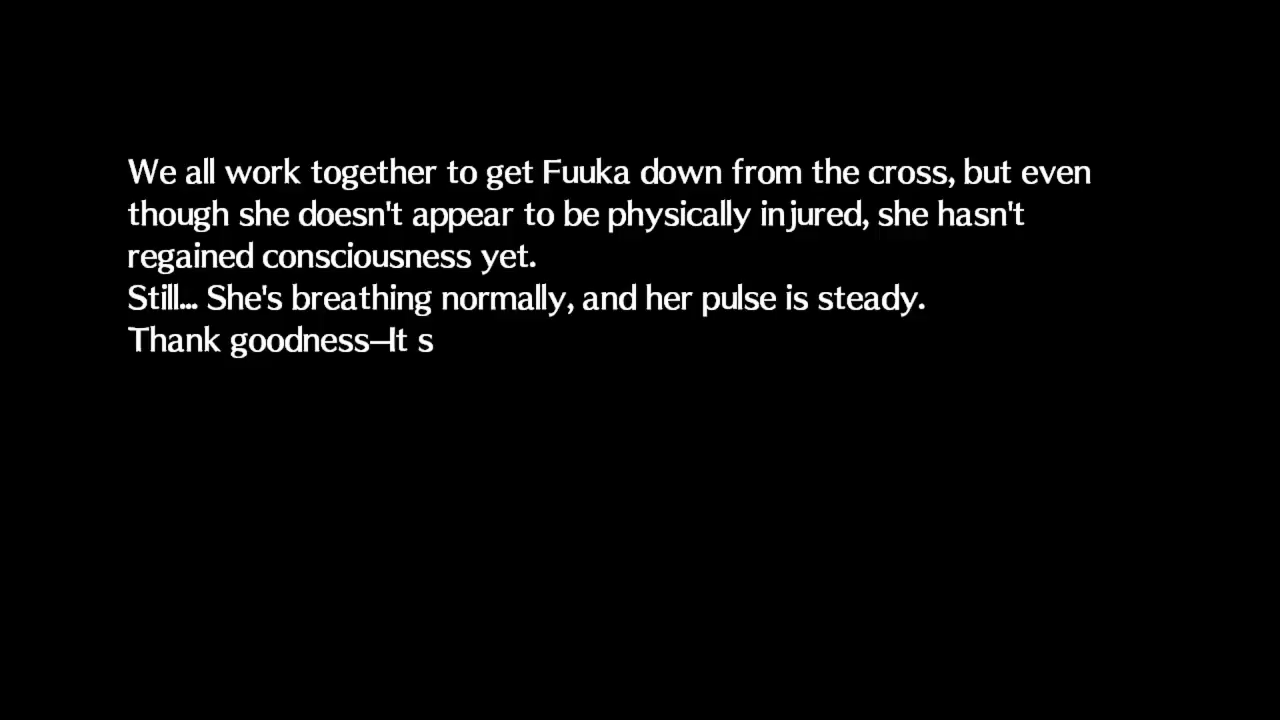 We all work together to get Fuuka down from the cross, but even
though she doesn't appear to be physically injured, she hasn't
regained consciousness yet.
Still... She's breathing normally, and her pulse is steady.
Thank goodness—It s